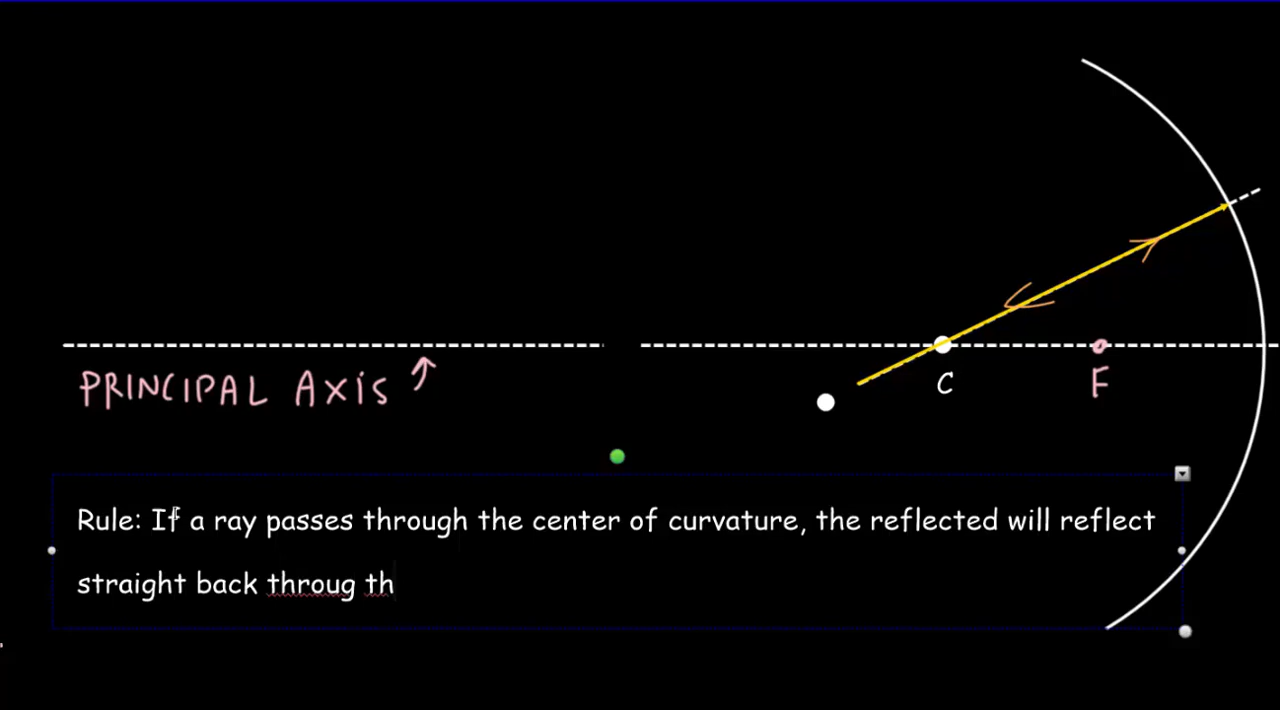 PRINCIPAL AXIS
C
F
Rule: If a ray passes through the center of curvature, the reflected will reflect
straight back throug th